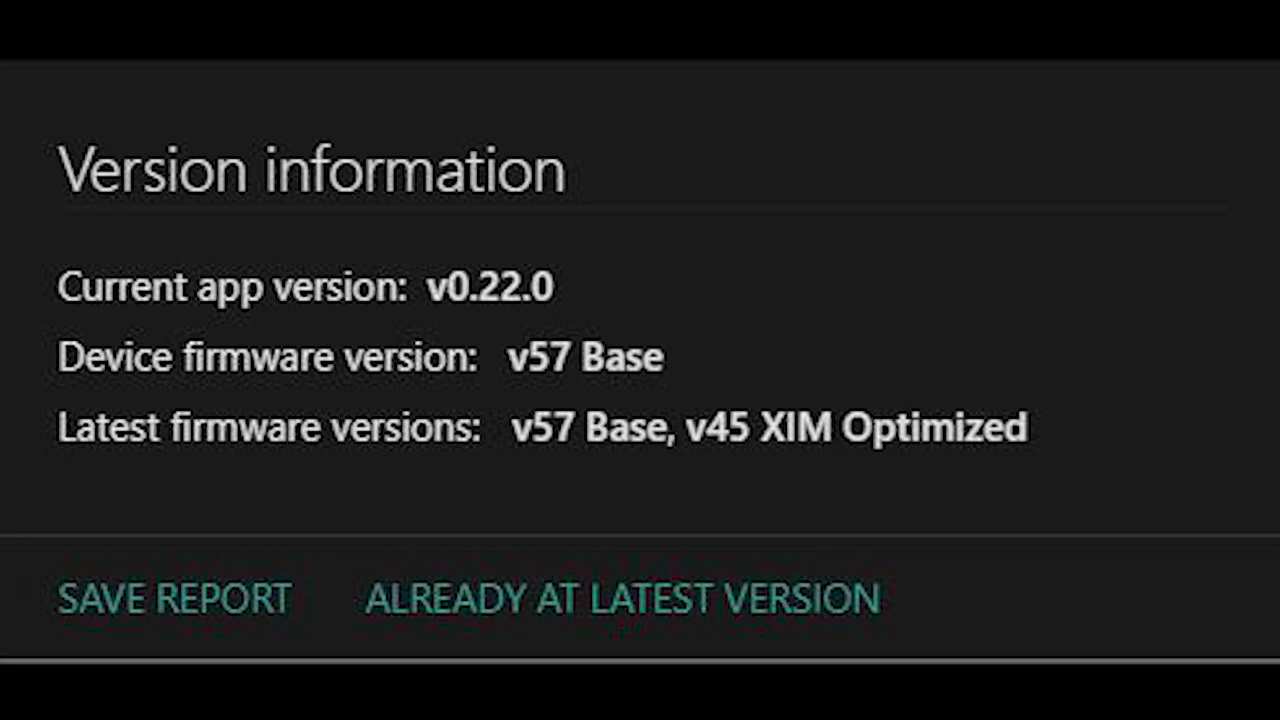 Version information
Current app version: v0.22.0
Device firmware version: v57 Base
Latest firmware versions: v57 Base, v45 XIM Optimized
SAVE REPORT ALREADY AT LATEST VERSION